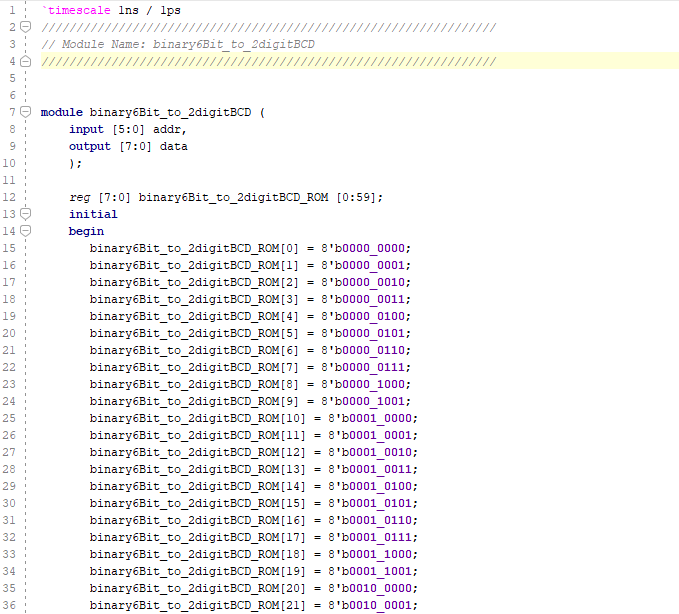 1 `timescale 1ns / 1ps
2 /////////////////////////////////////////////////////////////////
3 // Module Name: binary6Bit_to_2digitBCD
4 /////////////////////////////////////////////////////////////////
5
6
7 module binary6Bit_to_2digitBCD (
8 input [5:0] addr,
9 output [7:0] data
10 );
11
12 reg [7:0] binary6Bit_to_2digitBCD_ROM [0:59];
13 initial
14 begin
15 binary6Bit_to_2digitBCD_ROM[0] = 8'b0000_0000;
16 binary6Bit_to_2digitBCD_ROM[1] = 8'b0000_0001;
17 binary6Bit_to_2digitBCD_ROM[2] = 8'b0000_0010;
18 binary6Bit_to_2digitBCD_ROM[3] = 8'b0000_0011;
19 binary6Bit_to_2digitBCD_ROM[4] = 8'b0000_0100;
20 binary6Bit_to_2digitBCD_ROM[5] = 8'b0000_0101;
21 binary6Bit_to_2digitBCD_ROM[6] = 8'b0000_0110;
22 binary6Bit_to_2digitBCD_ROM[7] = 8'b0000_0111;
23 binary6Bit_to_2digitBCD_ROM[8] = 8'b0000_1000;
24 binary6Bit_to_2digitBCD_ROM[9] = 8'b0000_1001;
25 binary6Bit_to_2digitBCD_ROM[10] = 8'b0001_0000;
26 binary6Bit_to_2digitBCD_ROM[11] = 8'b0001_0001;
27 binary6Bit_to_2digitBCD_ROM[12] = 8'b0001_0010;
28 binary6Bit_to_2digitBCD_ROM[13] = 8'b0001_0011;
29 binary6Bit_to_2digitBCD_ROM[14] = 8'b0001_0100;
30 binary6Bit_to_2digitBCD_ROM[15] = 8'b0001_0101;
31 binary6Bit_to_2digitBCD_ROM[16] = 8'b0001_0110;
32 binary6Bit_to_2digitBCD_ROM[17] = 8'b0001_0111;
33 binary6Bit_to_2digitBCD_ROM[18] = 8'b0001_1000;
34 binary6Bit_to_2digitBCD_ROM[19] = 8'b0001_1001;
35 binary6Bit_to_2digitBCD_ROM[20] = 8'b0010_0000;
36 binary6Bit_to_2digitBCD_ROM[21] = 8'b0010_0001;